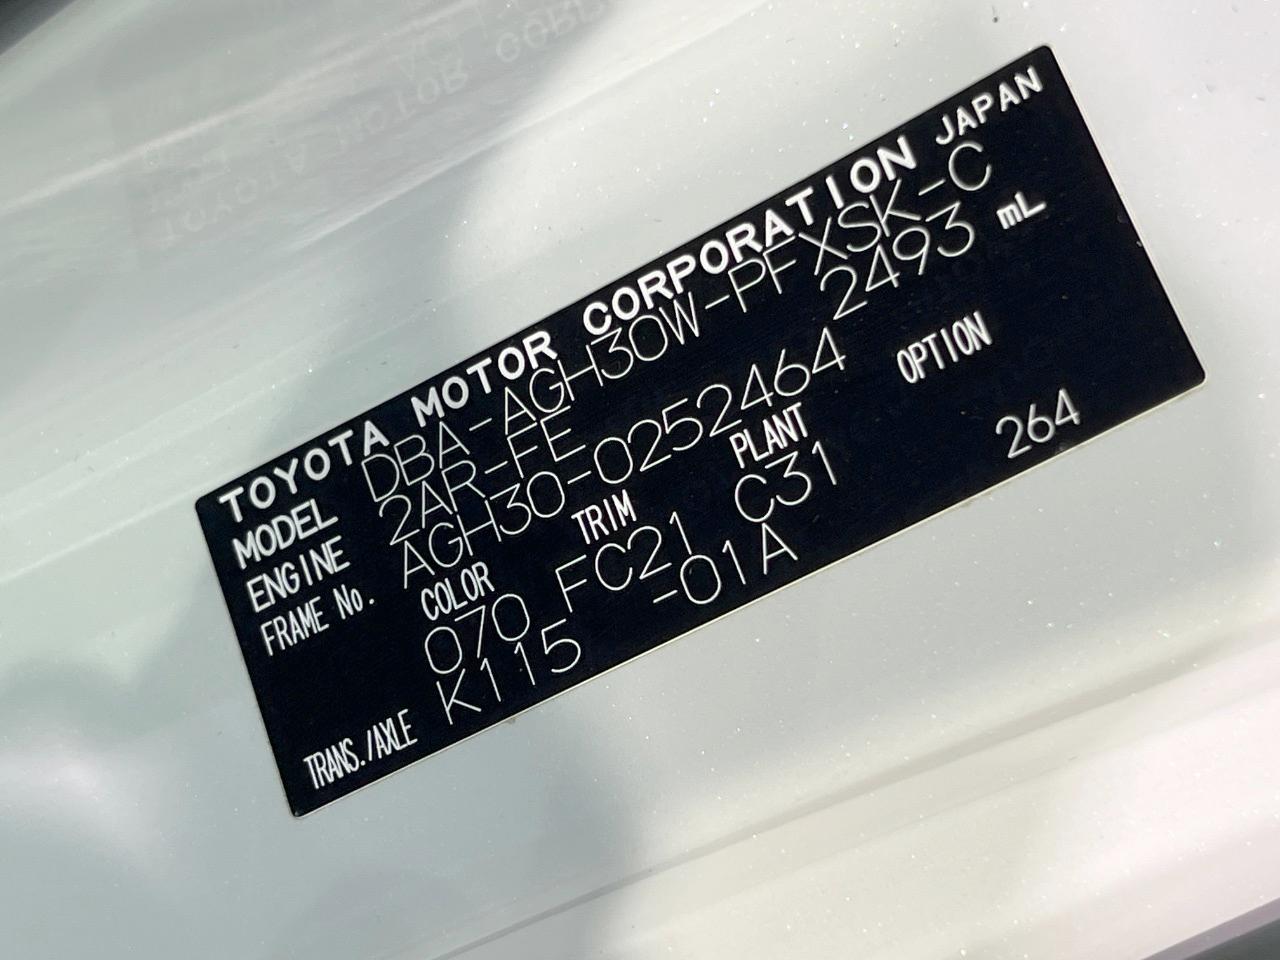 TOYOTA MOTOR CORPORATION JAPAN
MODEL DBA-AGH30W-PFXSK-C
ENGINE 2AR-FE 2493 mL
FRAME No. AGH30-0252464
COLOR TRIM PLANT OPTION
070 FC21 C31 264
TRANS./AXLE K115 -01A